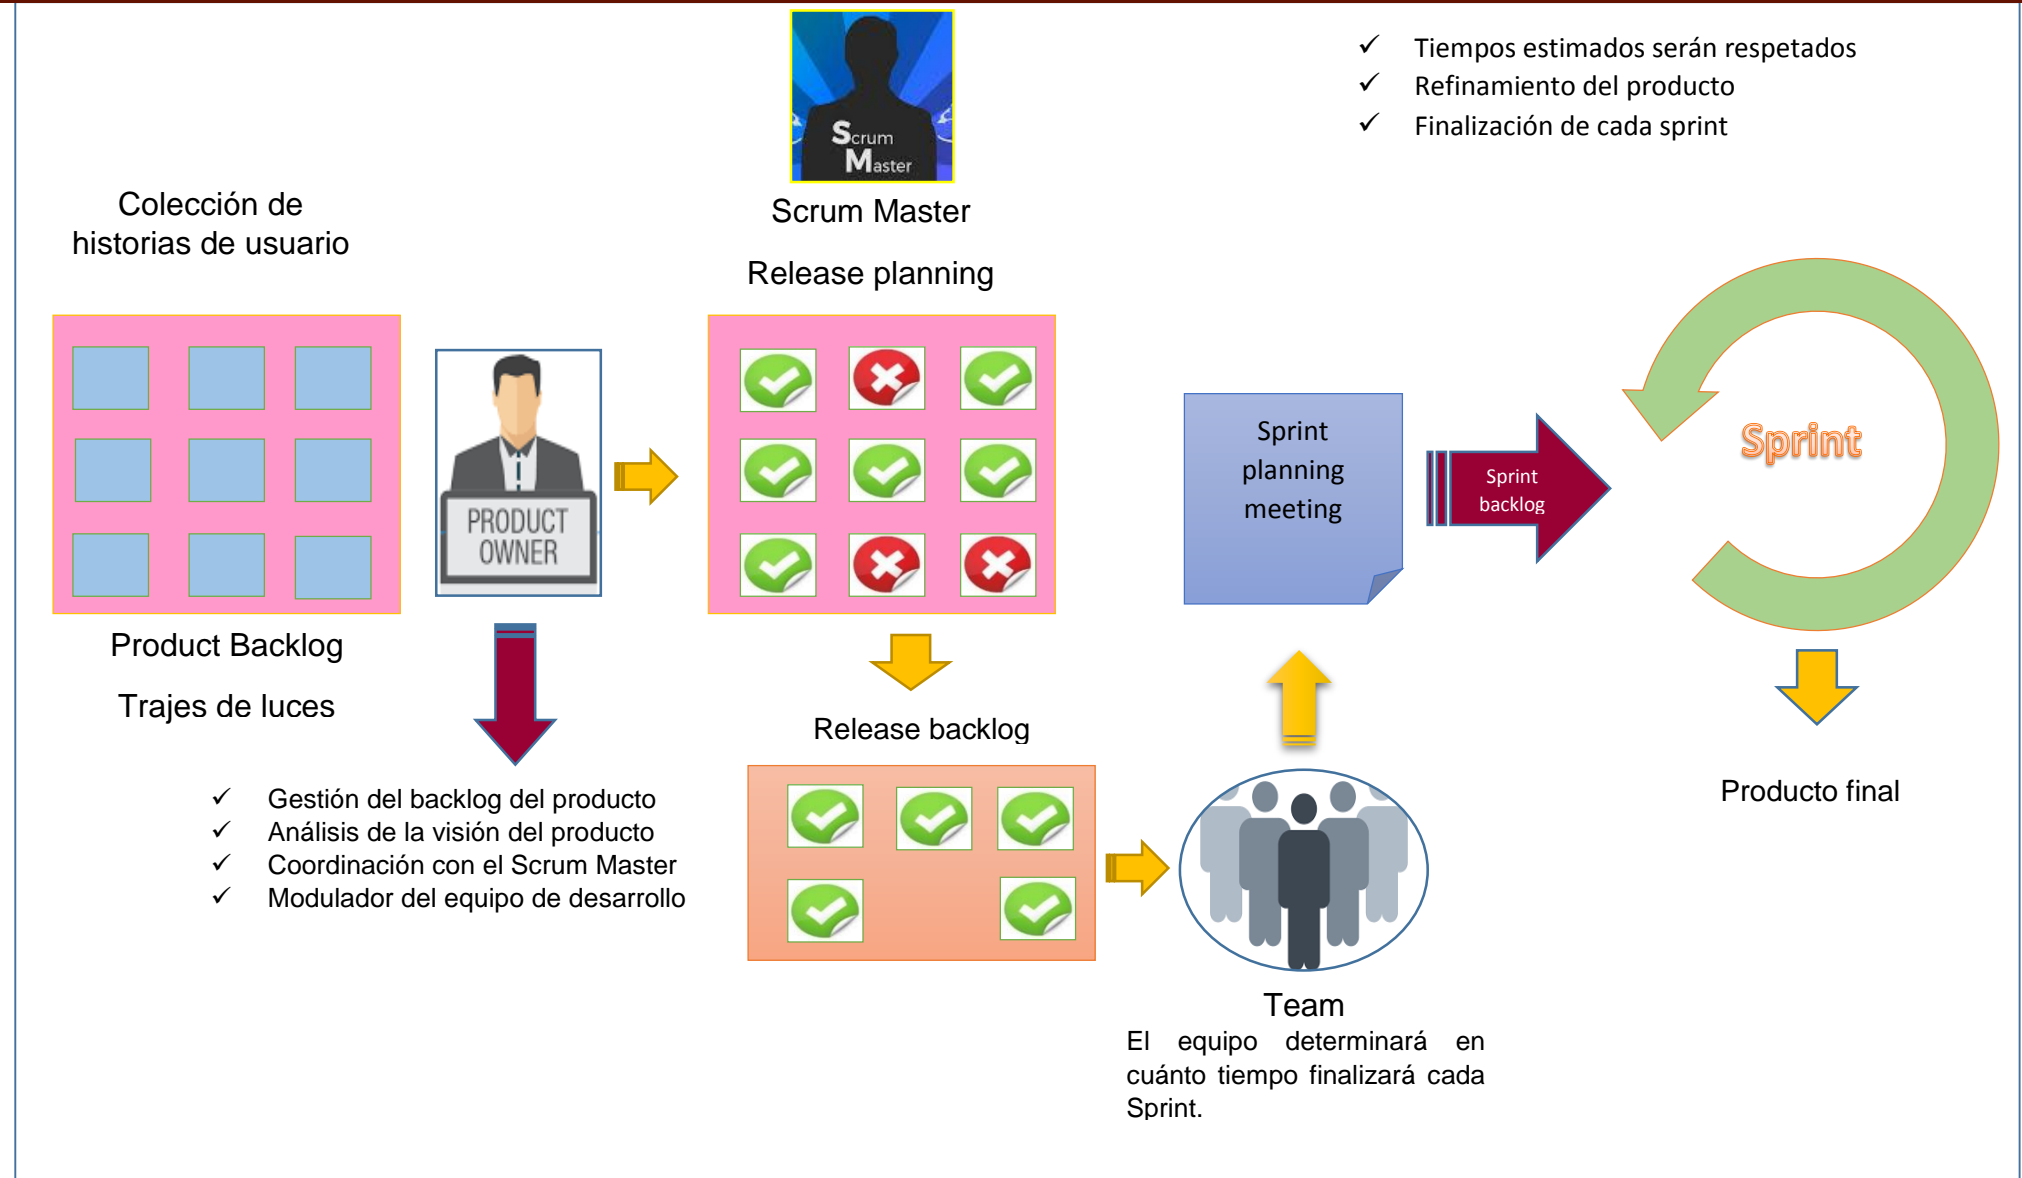 Tiempos estimados serán respetados
Refinamiento del producto
Finalización de cada sprint
Scrum
Master
Scrum Master
Colección de
historias de usuario
Release planning
PRODUCT
OWNER
Sprint
planning
meeting
Sprint
backlog
Sprint
Product Backlog
Trajes de luces
Release backlog
Gestión del backlog del producto
Análisis de la visión del producto
Coordinación con el Scrum Master
Modulador del equipo de desarrollo
Producto final
Team
El equipo determinará en
cuánto tiempo finalizará cada
Sprint.